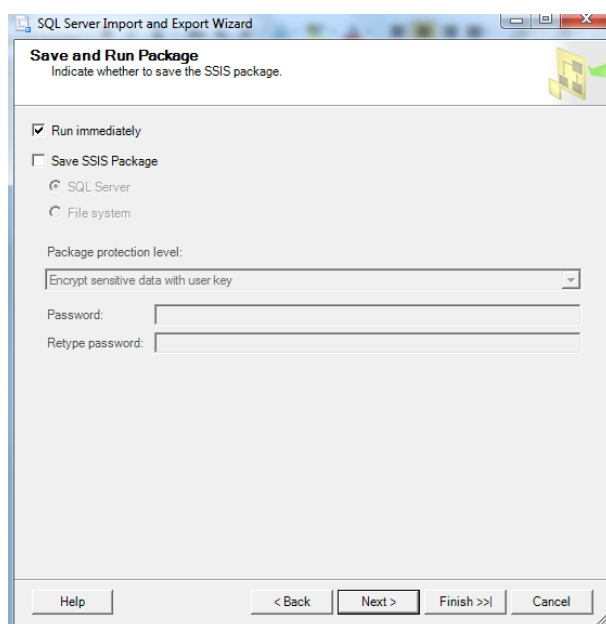 SQL Server Import and Export Wizard
Save and Run Package
Indicate whether to save the SSIS package.
Run immediately
Save SSIS Package
SQL Server
File system
Package protection level:
Encrypt sensitive data with user key
Password:
Retype password:
Help
< Back
Next >
Finish >>|
Cancel